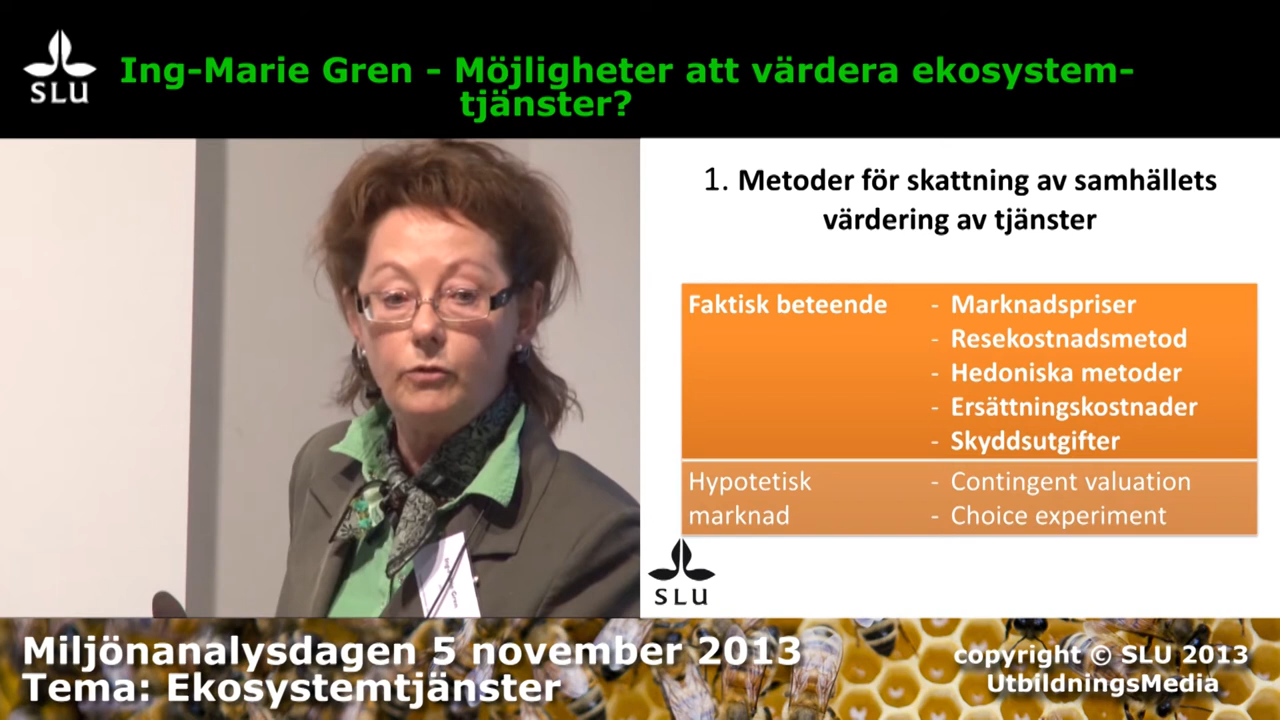 SLU
Ing-Marie Gren - Möjligheter att värdera ekosystem-
tjänster?
1. Metoder för skattning av samhällets
värdering av tjänster
Faktisk beteende
- Marknadspriser
- Resekostnadsmetod
- Hedoniska metoder
- Ersättningskostnader
- Skyddsutgifter
Hypotetisk
marknad
- Contingent valuation
- Choice experiment
SLU
Gren
Miljönanalysdagen 5 november 2013
Tema: Ekosystemtjänster
copyright © SLU 2013
UtbildningsMedia